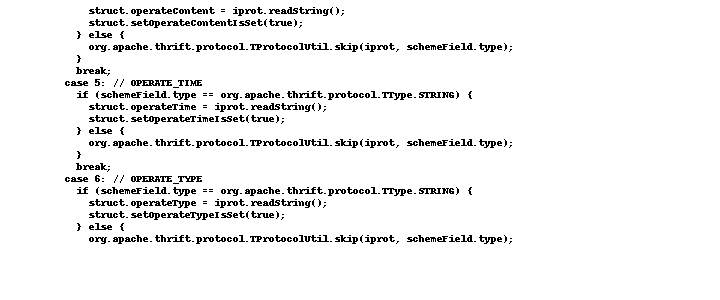 struct.operateContent = iprot.readString();
struct.setOperateContentIsSet(true);
} else {
org.apache.thrift.protocol.TProtocolUtil.skip(iprot, schemeField.type);
}
break;
case 5: // OPERATE_TIME
if (schemeField.type == org.apache.thrift.protocol.TType.STRING) {
struct.operateTime = iprot.readString();
struct.setOperateTimeIsSet(true);
} else {
org.apache.thrift.protocol.TProtocolUtil.skip(iprot, schemeField.type);
}
break;
case 6: // OPERATE_TYPE
if (schemeField.type == org.apache.thrift.protocol.TType.STRING) {
struct.operateType = iprot.readString();
struct.setOperateTypeIsSet(true);
} else {
org.apache.thrift.protocol.TProtocolUtil.skip(iprot, schemeField.type);